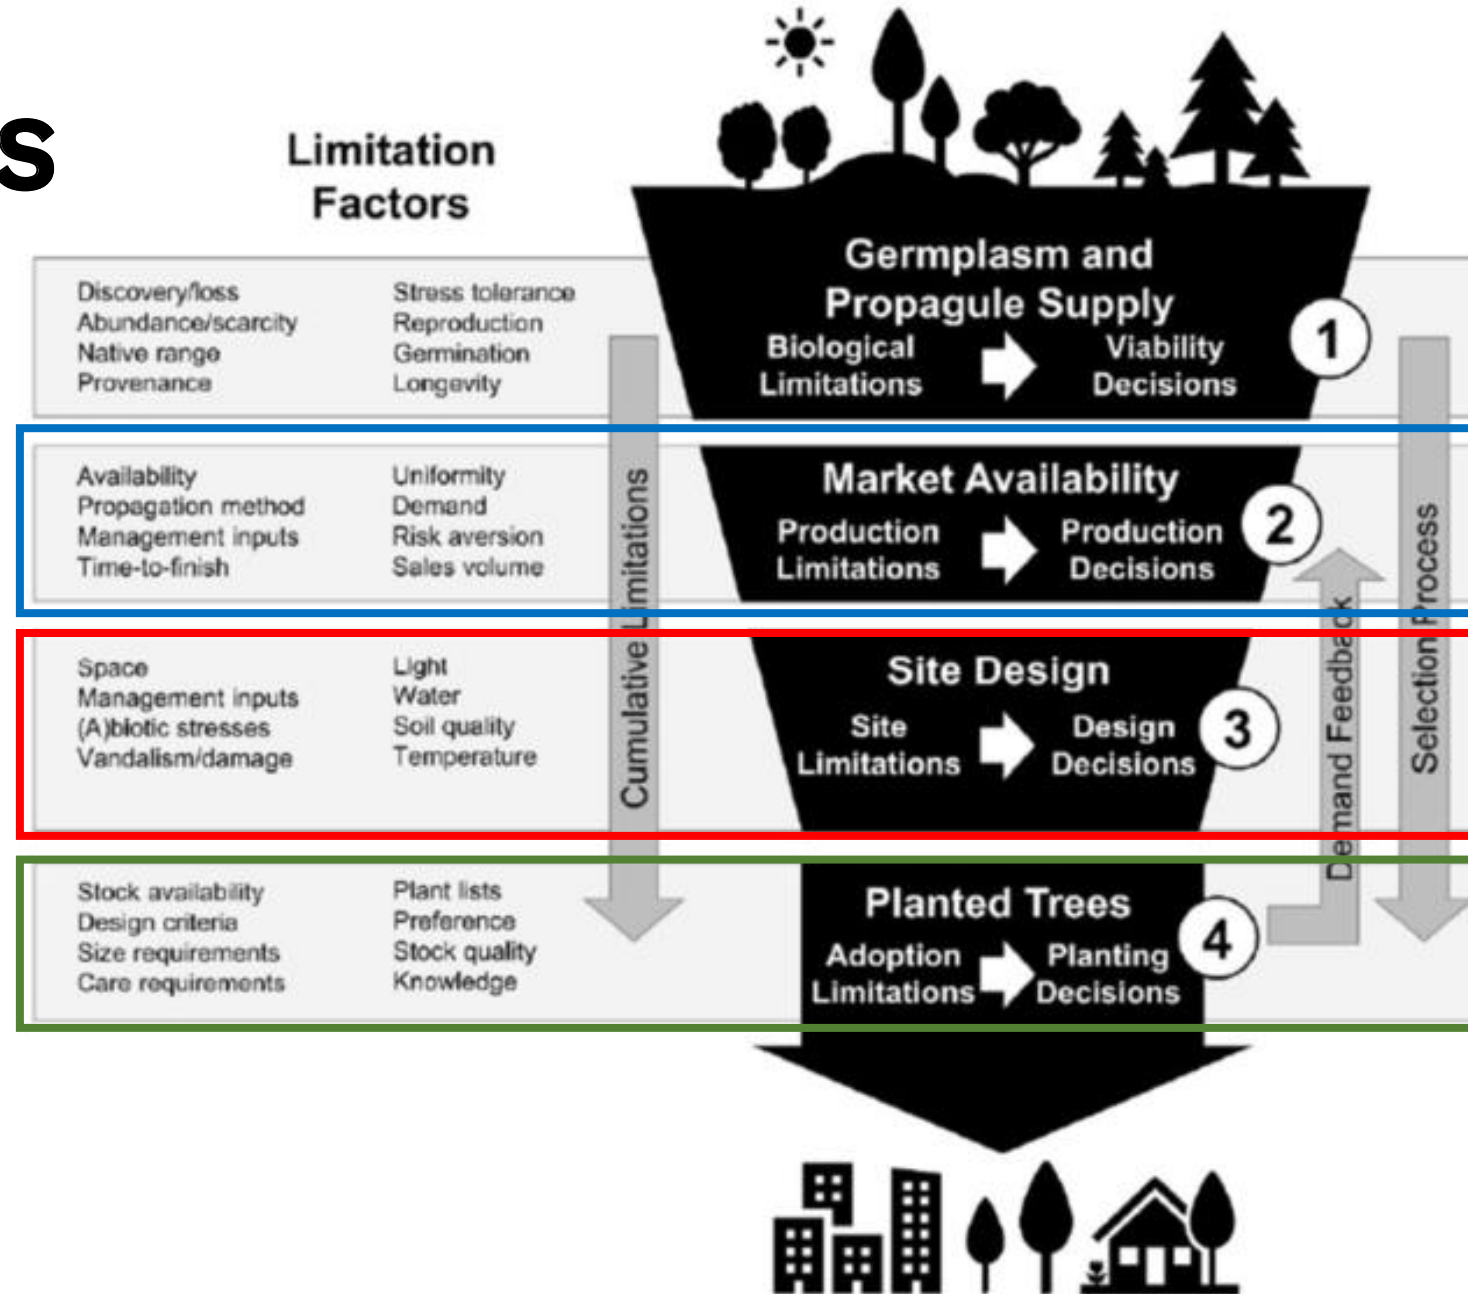 s
Limitation
Factors
Germplasm and
Propagule Supply
Biological
Limitations
Viability
Decisions
1
Discovery/loss
Abundance/scarcity
Native range
Provenance
Stress tolerance
Reproduction
Germination
Longevity
Market Availability
Production
Limitations
Production
Decisions
2
Availability
Propagation method
Management inputs
Time-to-finish
Uniformity
Demand
Risk aversion
Sales volume
Site Design
Site
Limitations
Design
Decisions
3
Space
Management inputs
(A)biotic stresses
Vandalism/damage
Light
Water
Soil quality
Temperature
Planted Trees
Adoption
Limitations
Planting
Decisions
4
Stock availability
Design criteria
Size requirements
Care requirements
Plant lists
Preference
Stock quality
Knowledge
Cumulative Limitations
Demand Feedback
Selection Process